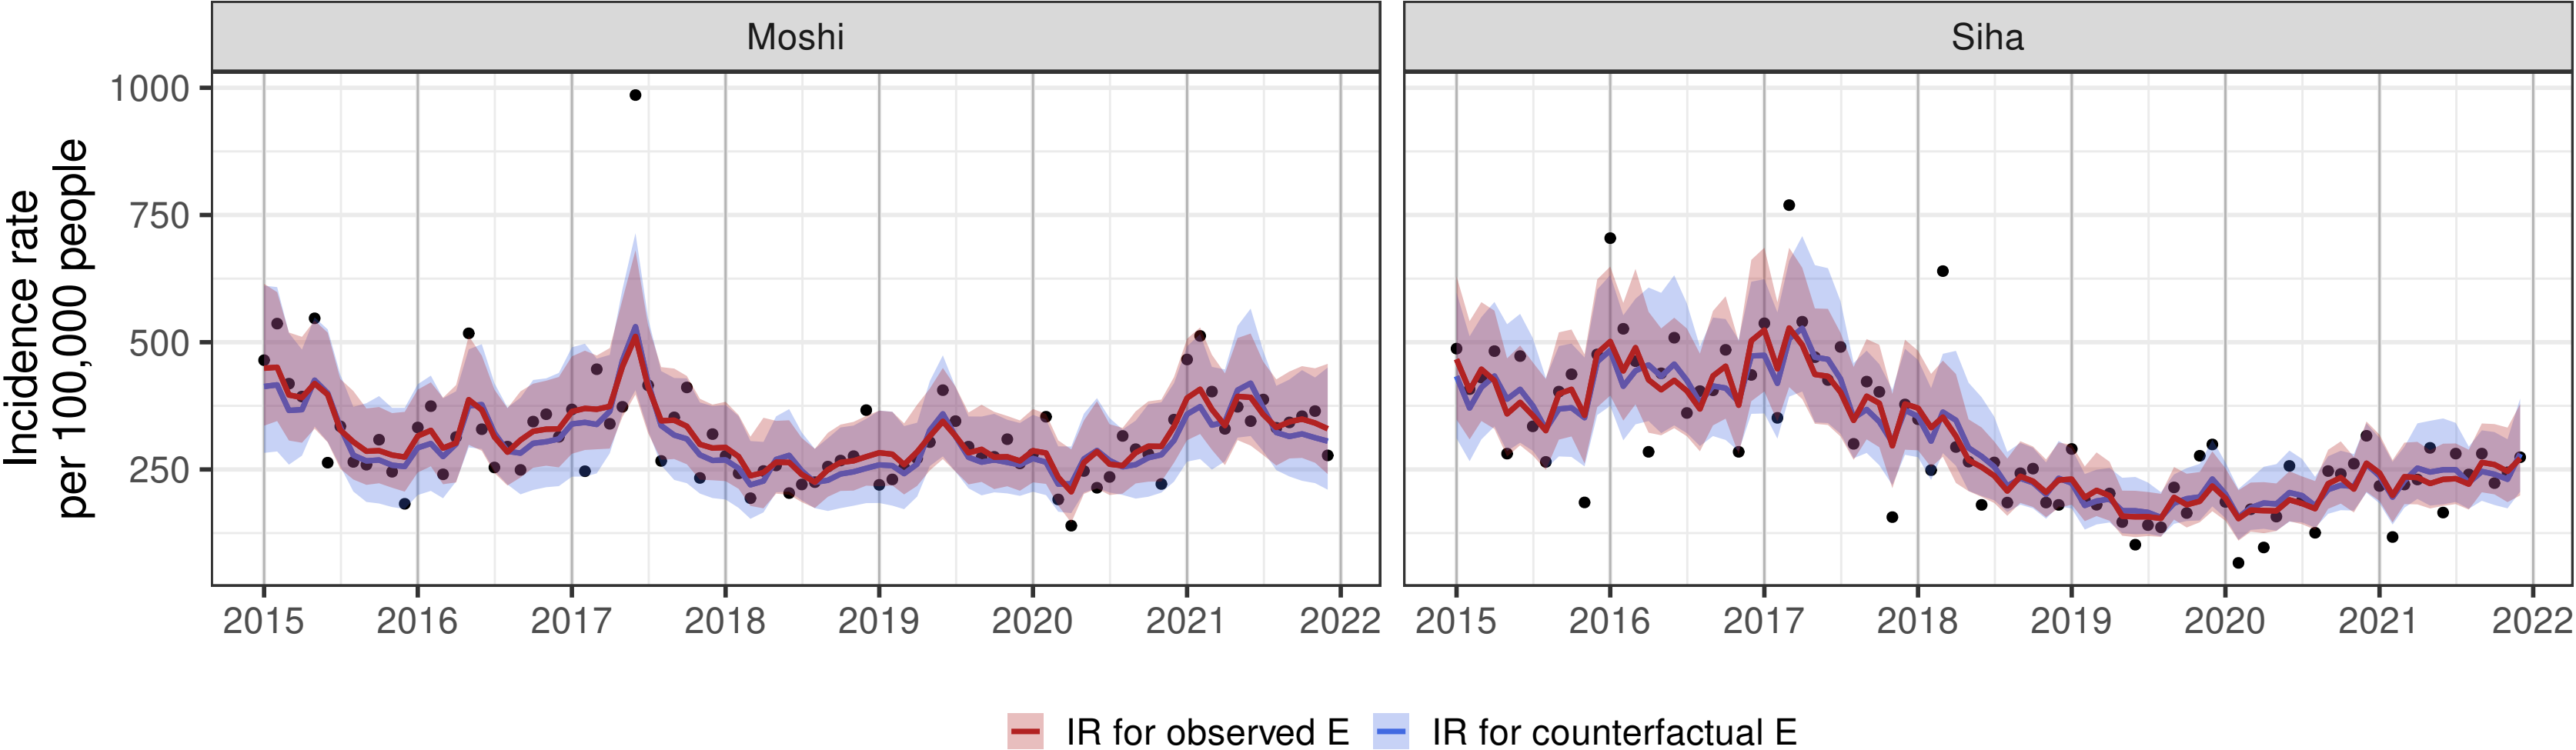 Moshi
Siha
Incidence rate
per 100,000 people
1000
750
500
250
2015 2016 2017 2018 2019 2020 2021 2022
2015 2016 2017 2018 2019 2020 2021 2022
IR for observed E
IR for counterfactual E